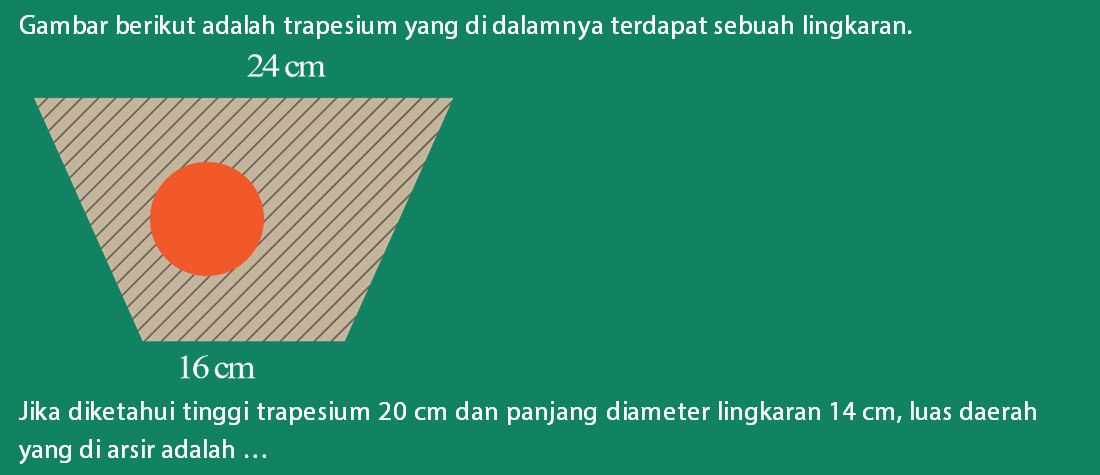 Gambar berikut adalah trapesium yang di dalamnya terdapat sebuah lingkaran.
24 cm
16 cm
Jika diketahui tinggi trapesium 20 cm dan panjang diameter lingkaran 14 cm, luas daerah
yang di arsir adalah ...